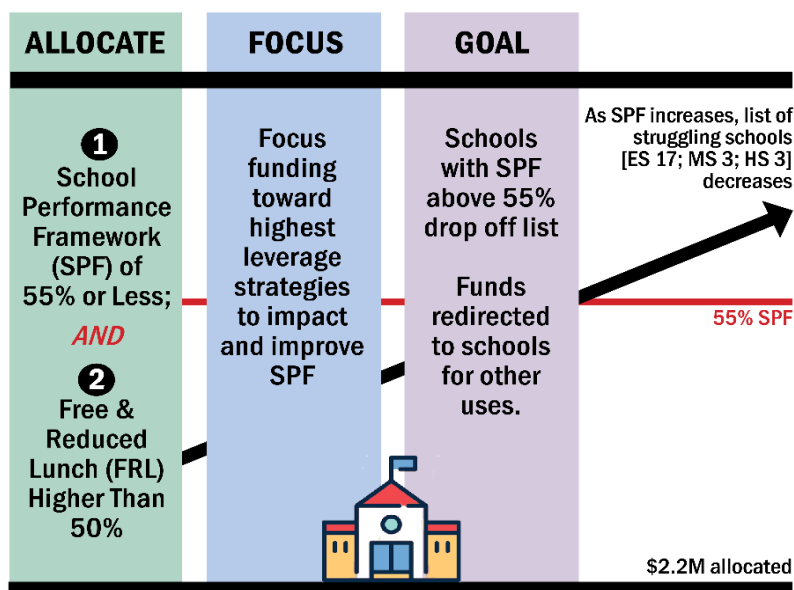 ALLOCATE
1
School
Performance
Framework
(SPF) of
55% or Less;
AND
2
Free &
Reduced
Lunch (FRL)
Higher Than
50%
FOCUS
Focus
funding
toward
highest
leverage
strategies
to impact
and improve
SPF
GOAL
Schools
with SPF
above 55%
drop off list
Funds
redirected
to schools
for other
uses.
As SPF increases, list of
struggling schools
[ES 17; MS 3; HS 3]
decreases
55% SPF
$2.2M allocated